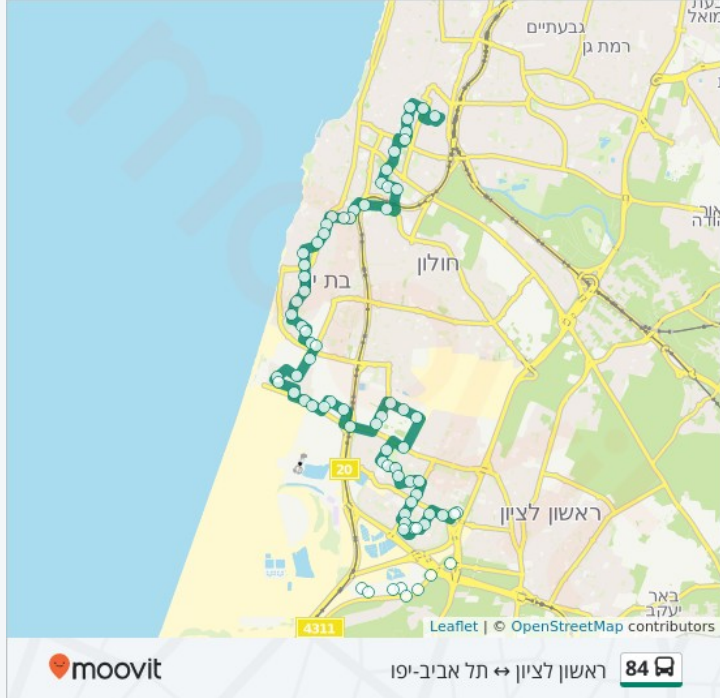 גבעתיים
רמת גן
חולון
בת י
20
ראשון לציון
באר
יעקב
4311
Leaflet | © OpenStreetMap contributors
moovit
ראשון לציון ↔ תל אביב-יפו
84